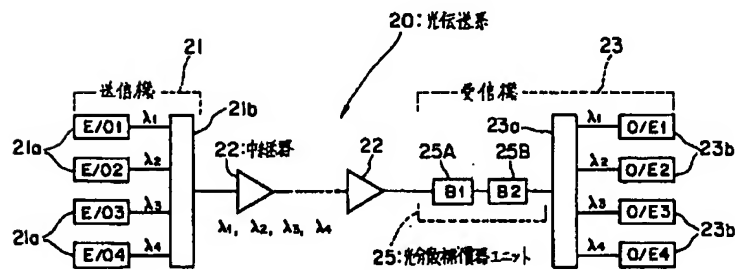 20:光伝送系
21
23
送信機
受信機
21b
23a
21a
E/O1
λ1
E/O2
λ2
E/O3
λ3
21a
E/O4
λ4
22:中継器
22
λ1, λ2, λ3, λ4
25A
25B
B1
B2
25:光分散補償器ユニット
λ1
O/E1
λ2
O/E2
23b
λ3
O/E3
λ4
O/E4
23b